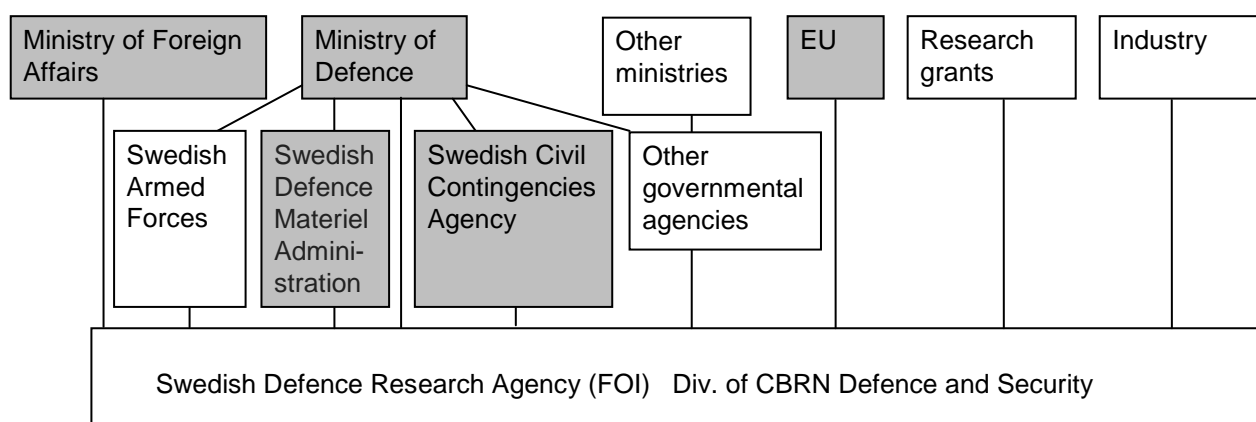 Ministry of Foreign
Affairs
Ministry of
Defence
Other
ministries
EU
Research
grants
Industry
Swedish
Armed
Forces
Swedish
Defence
Materiel
Admini-
stration
Swedish Civil
Contingencies
Agency
Other
governmental
agencies
Swedish Defence Research Agency (FOI) Div. of CBRN Defence and Security